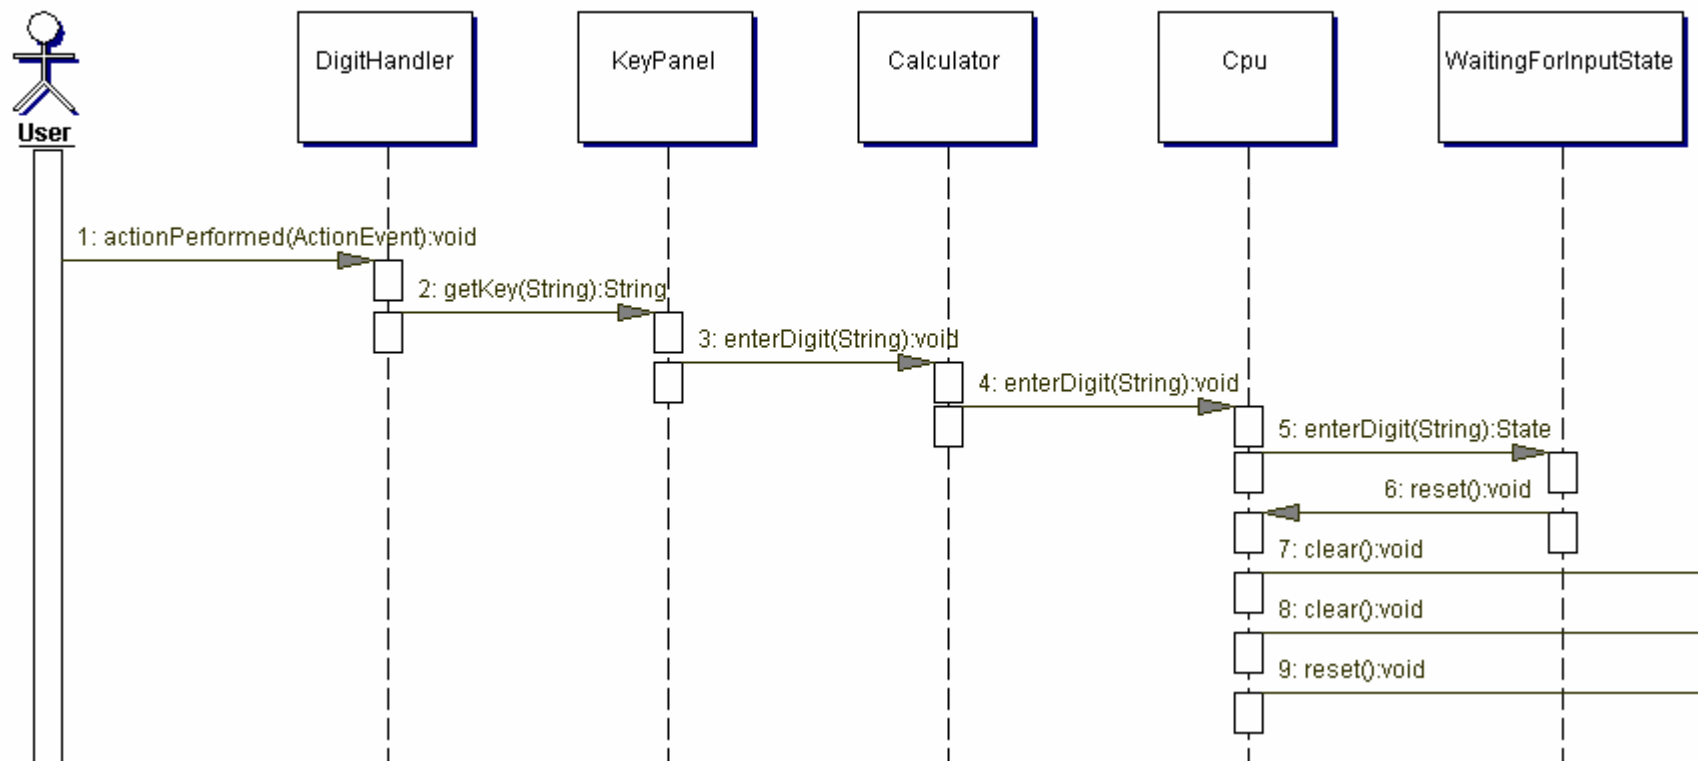 DigitHandler
KeyPanel
Calculator
Cpu
WaitingForInputState
User
1: actionPerformed(ActionEvent):void
2: getKey(String):String
3: enterDigit(String):void
4: enterDigit(String):void
5: enterDigit(String):State
6: reset():void
7: clear():void
8: clear():void
9: reset():void